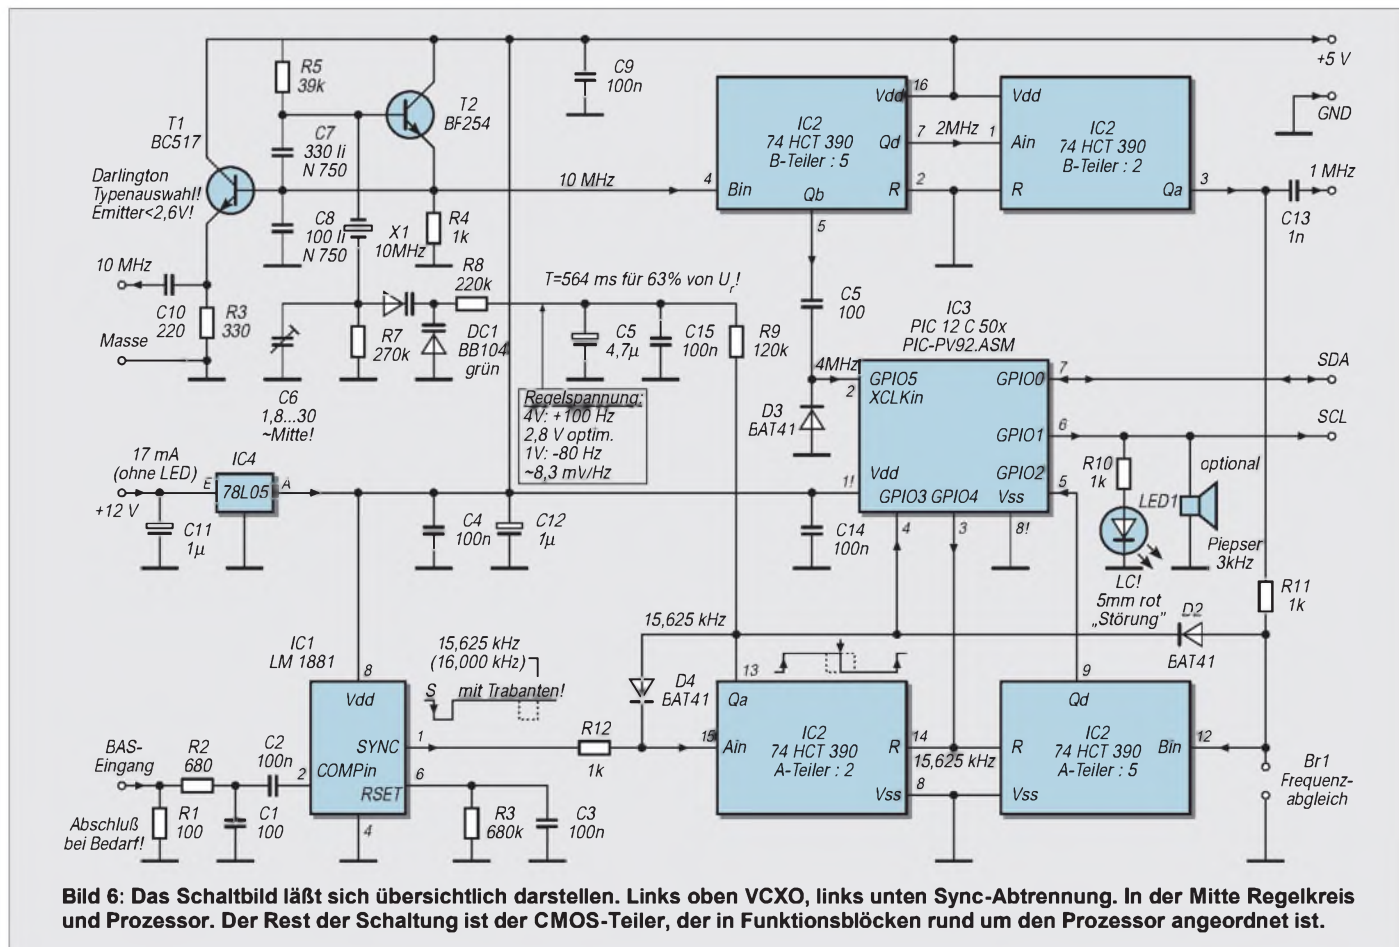 +5 V
GND
R5
39k
T1
BC517
C7
330 Ii
N 750
T2
BF254
C9
100n
Darlington
Typenauswahl!
Emitter<2,6V!
10 MHz
C8
100 Ii
N 750
X1
10MHz
R4
1k
10 MHz
C10
220
R3
330
Masse
C6
1,8...30
~Mitte!
R7
270k
DC1
BB104
grün
R8
220k
T=564 ms für 63% von Ur!
C5
4,7µ
C15
100n
R9
120k
Regelspannung:
4V: +100 Hz
2,8 V optim.
1V: -80 Hz
~8,3 mV/Hz
4
Bin
IC2
74 HCT 390
B-Teiler : 5
Vdd
16
Qd
7
2MHz
R
2
Qb
5
1
Vdd
Ain
R
IC2
74 HCT 390
B-Teiler : 2
Qa
3
1 MHz
C13
1n
C5
100
4MHz
D3
BAT41
IC3
PIC 12 C 50x
PIC-PV92.ASM
GPIO5
XCLKin
2
GPIO0
7
SDA
GPIO1
6
SCL
GPIO2
5
Vdd
1!
GPIO3
GPIO4
Vss
4
3
8!
R10
1k
LED1
optional
Piepser
3kHz
LC!
5mm rot
„Störung"
17 mA
(ohne LED)
+12 V
IC4
E
78L05
A
C11
1µ
C4
100n
C12
1µ
C14
100n
R11
1k
D2
BAT41
15,625 kHz
IC1
LM 1881
15,625 kHz
(16,000 kHz)
S
mit Trabanten!
8
Vdd
SYNC
1
COMPin
2
RSET
6
4
BAS-
Eingang
R2
680
C2
100n
R1
100
C1
100
Abschluß
bei Bedarf!
R3
680k
C3
100n
R12
1k
D4
BAT41
13
Qa
15
Ain
IC2
74 HCT 390
A-Teiler : 2
R
14
Vss
8
15,625 kHz
9
Qd
R
IC2
74 HCT 390
A-Teiler : 5
Bin
12
Vss
Br1
Frequenz-
abgleich
Bild 6: Das Schaltbild läßt sich übersichtlich darstellen. Links oben VCXO, links unten Sync-Abtrennung. In der Mitte Regelkreis
und Prozessor. Der Rest der Schaltung ist der CMOS-Teiler, der in Funktionsblöcken rund um den Prozessor angeordnet ist.